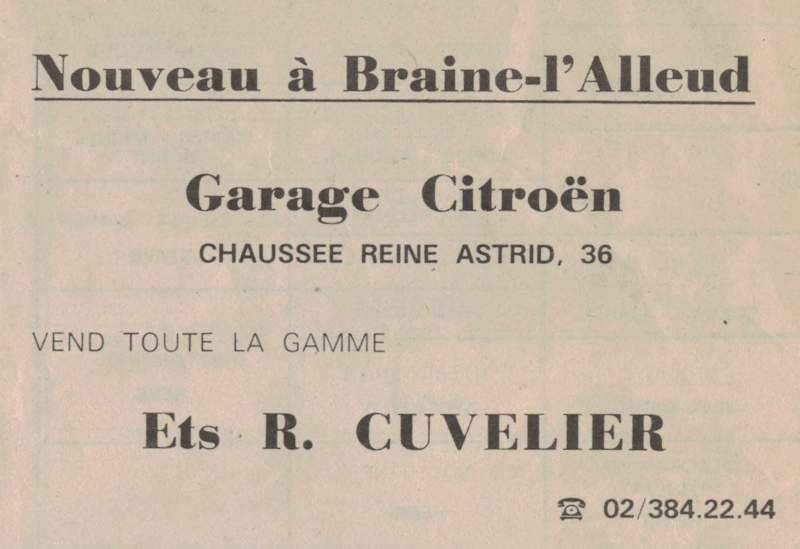 Nouveau à Braine-l'Alleud
Garage Citroën
CHAUSSEE REINE ASTRID, 36
VEND TOUTE LA GAMME
Ets R. CUVELIER
☎ 02/384.22.44